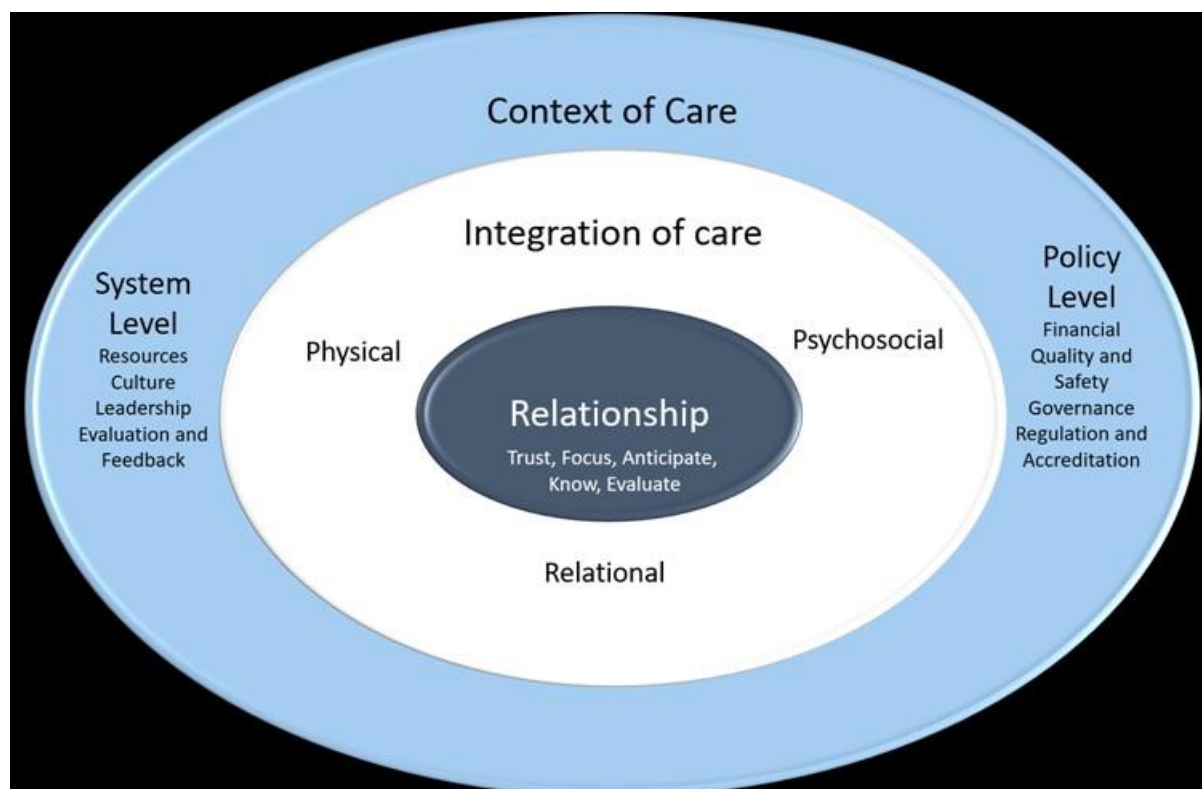 Context of Care
Integration of care
System
Level
Resources
Culture
Leadership
Evaluation and
Feedback
Physical
Psychosocial
Policy
Level
Financial
Quality and
Safety
Governance
Regulation and
Accreditation
Relationship
Trust, Focus, Anticipate,
Know, Evaluate
Relational